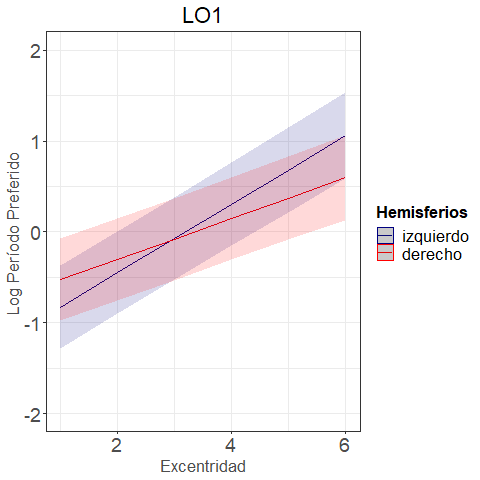 LO1
Log Período Preferido
2
1
0
-1
-2
2
4
6
Excentridad
Hemisferios
izquierdo
derecho